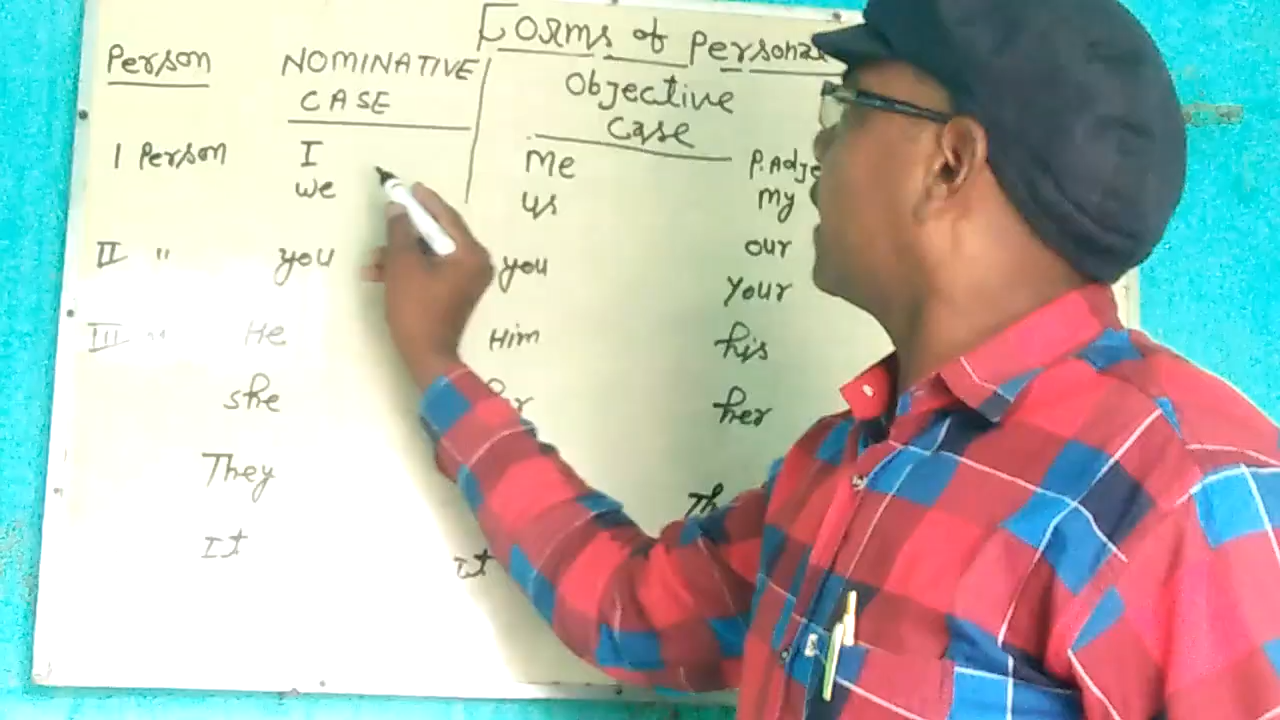 Forms of Personal
Person NOMINATIVE CASE Objective Case
I Person I me P.Adje
we us my
our
II " you you your
III " He Him his
she her
They
It it